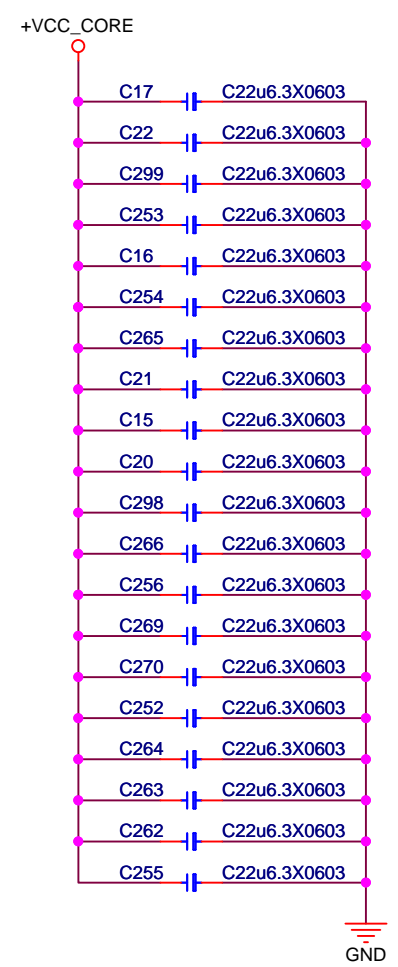 +VCC_CORE
C17 C22u6.3X0603
C22 C22u6.3X0603
C299 C22u6.3X0603
C253 C22u6.3X0603
C16 C22u6.3X0603
C254 C22u6.3X0603
C265 C22u6.3X0603
C21 C22u6.3X0603
C15 C22u6.3X0603
C20 C22u6.3X0603
C298 C22u6.3X0603
C266 C22u6.3X0603
C256 C22u6.3X0603
C269 C22u6.3X0603
C270 C22u6.3X0603
C252 C22u6.3X0603
C264 C22u6.3X0603
C263 C22u6.3X0603
C262 C22u6.3X0603
C255 C22u6.3X0603
GND